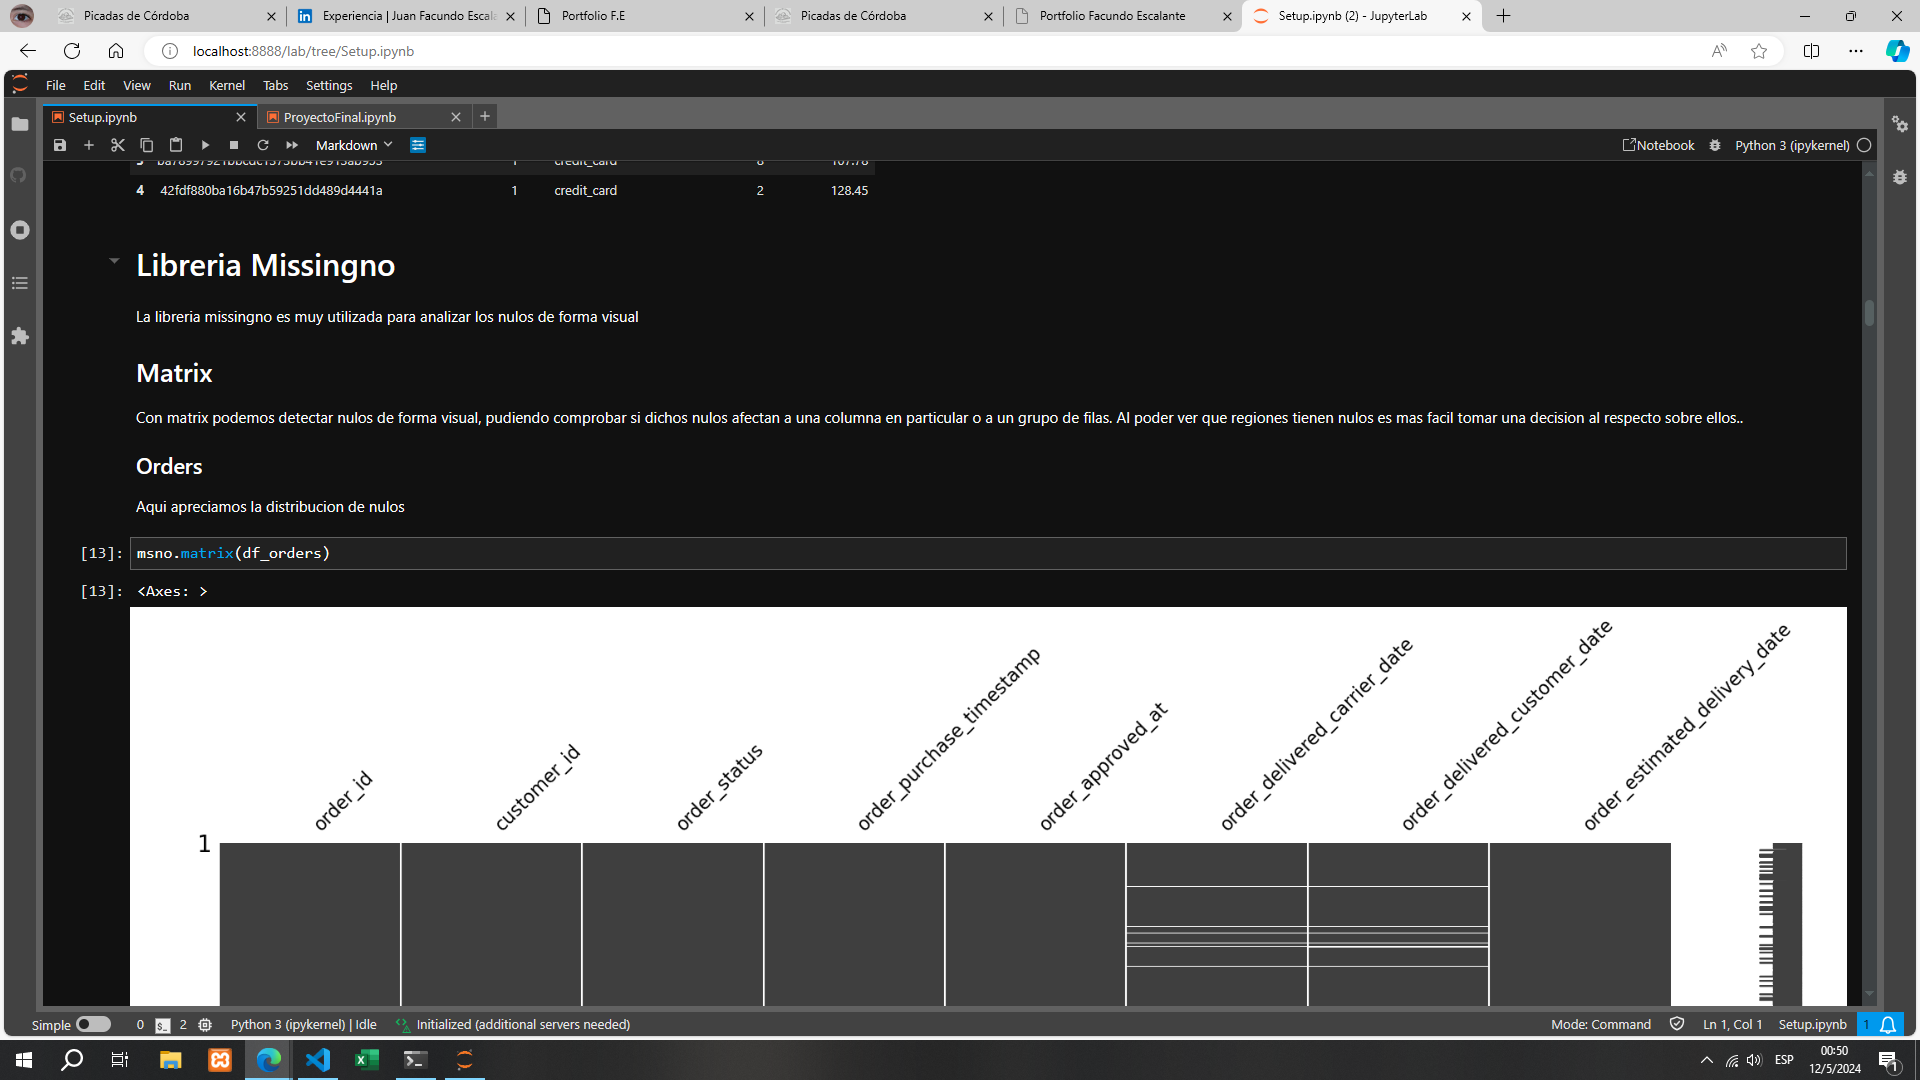 Picadas de Córdoba
Experiencia | Juan Facundo Escala
Portfolio F.E
Picadas de Córdoba
Portfolio Facundo Escalante
Setup.ipynb (2) - JupyterLab
localhost:8888/lab/tree/Setup.ipynb
File Edit View Run Kernel Tabs Settings Help
Setup.ipynb
ProyectoFinal.ipynb
Markdown
Notebook
Python 3 (ipykernel)
credit_card
4 42fdf880ba16b47b59251dd489d4441a 1 credit_card 2 128.45
Libreria Missingno
La libreria missingno es muy utilizada para analizar los nulos de forma visual
Matrix
Con matrix podemos detectar nulos de forma visual, pudiendo comprobar si dichos nulos afectan a una columna en particular o a un grupo de filas. Al poder ver que regiones tienen nulos es mas facil tomar una decision al respecto sobre ellos..
Orders
Aqui apreciamos la distribucion de nulos
[13]: msno.matrix(df_orders)
[13]: <Axes: >
order_id
customer_id
order_status
order_purchase_timestamp
order_approved_at
order_delivered_carrier_date
order_delivered_customer_date
order_estimated_delivery_date
1
Simple 0 2 Python 3 (ipykernel) | Idle Initialized (additional servers needed)
Mode: Command Ln 1, Col 1 Setup.ipynb 1
ESP
00:50
12/5/2024
1